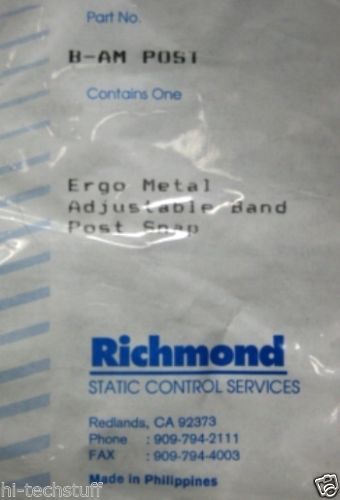 Part No.
B-AM POST
Contains One
Ergo Metal
Adjustable Band
Post Snap
Richmond
STATIC CONTROL SERVICES
Redlands, CA 92373
Phone : 909-794-2111
FAX : 909-794-4003
Made in Philippines
hi-techstuff